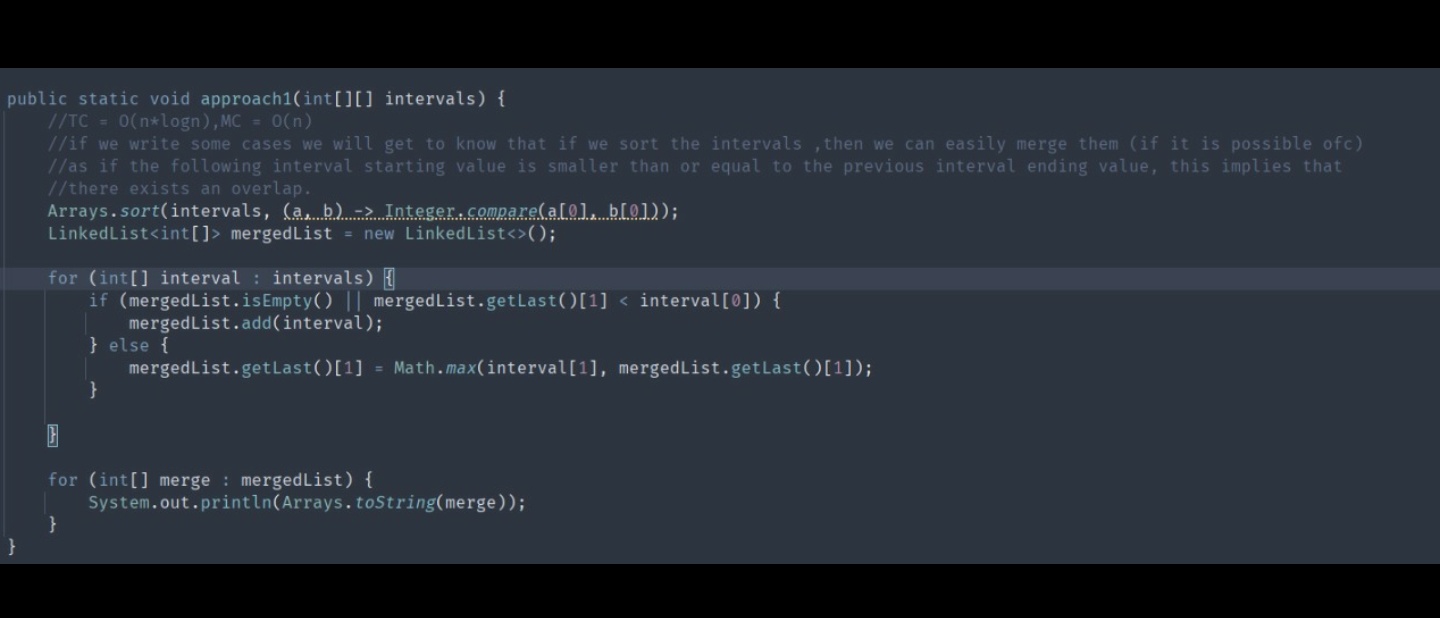 public static void approach1(int[][] intervals) {
//TC = O(n*logn),MC = O(n)
//if we write some cases we will get to know that if we sort the intervals ,then we can easily merge them (if it is possible ofc)
//as if the following interval starting value is smaller than or equal to the previous interval ending value, this implies that
//there exists an overlap.
Arrays.sort(intervals, (a, b) -> Integer.compare(a[0], b[0]));
LinkedList<int[]> mergedList = new LinkedList<>();
for (int[] interval : intervals) {
if (mergedList.isEmpty() || mergedList.getLast()[1] < interval[0]) {
mergedList.add(interval);
} else {
mergedList.getLast()[1] = Math.max(interval[1], mergedList.getLast()[1]);
}
}
for (int[] merge : mergedList) {
System.out.println(Arrays.toString(merge));
}
}